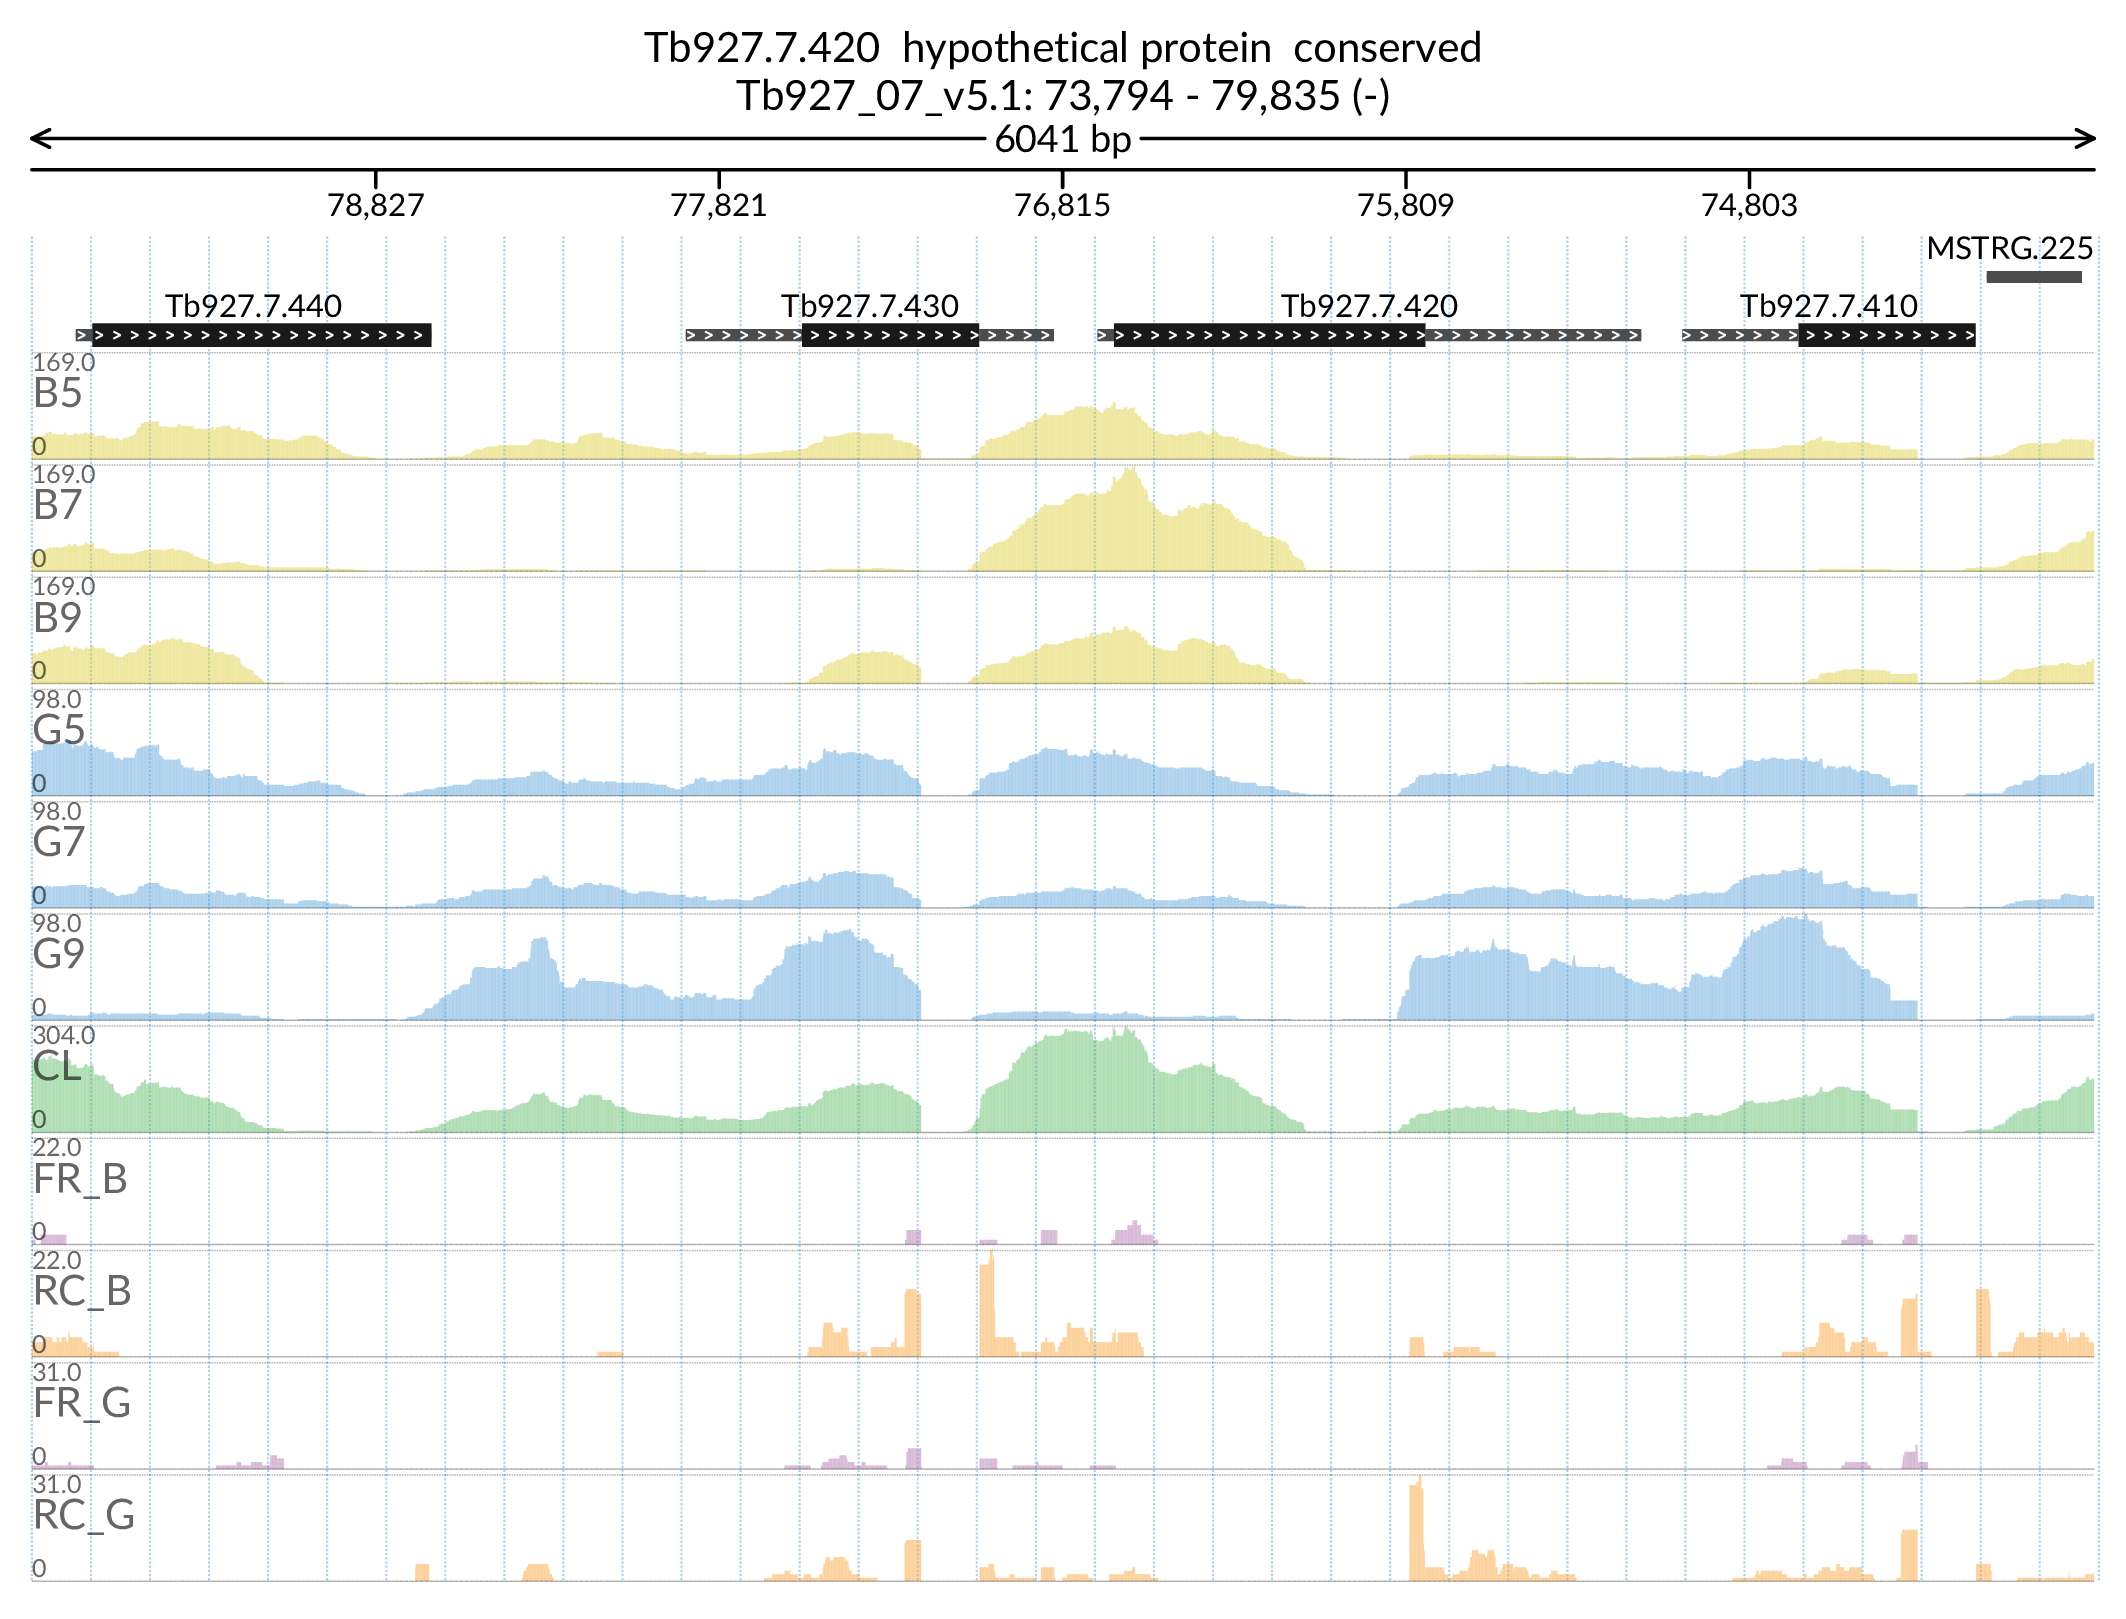 Tb927.7.420  hypothetical protein  conserved
Tb927_07_v5.1: 73,794 - 79,835 (-)
6041 bp
78,827 77,821 76,815 75,809 74,803
MSTRG.225
Tb927.7.440 Tb927.7.430 Tb927.7.420 Tb927.7.410
169.0
B5
0
169.0
B7
0
169.0
B9
0
98.0
G5
0
98.0
G7
0
98.0
G9
0
304.0
CL
0
22.0
FR_B
0
22.0
RC_B
0
31.0
FR_G
0
31.0
RC_G
0